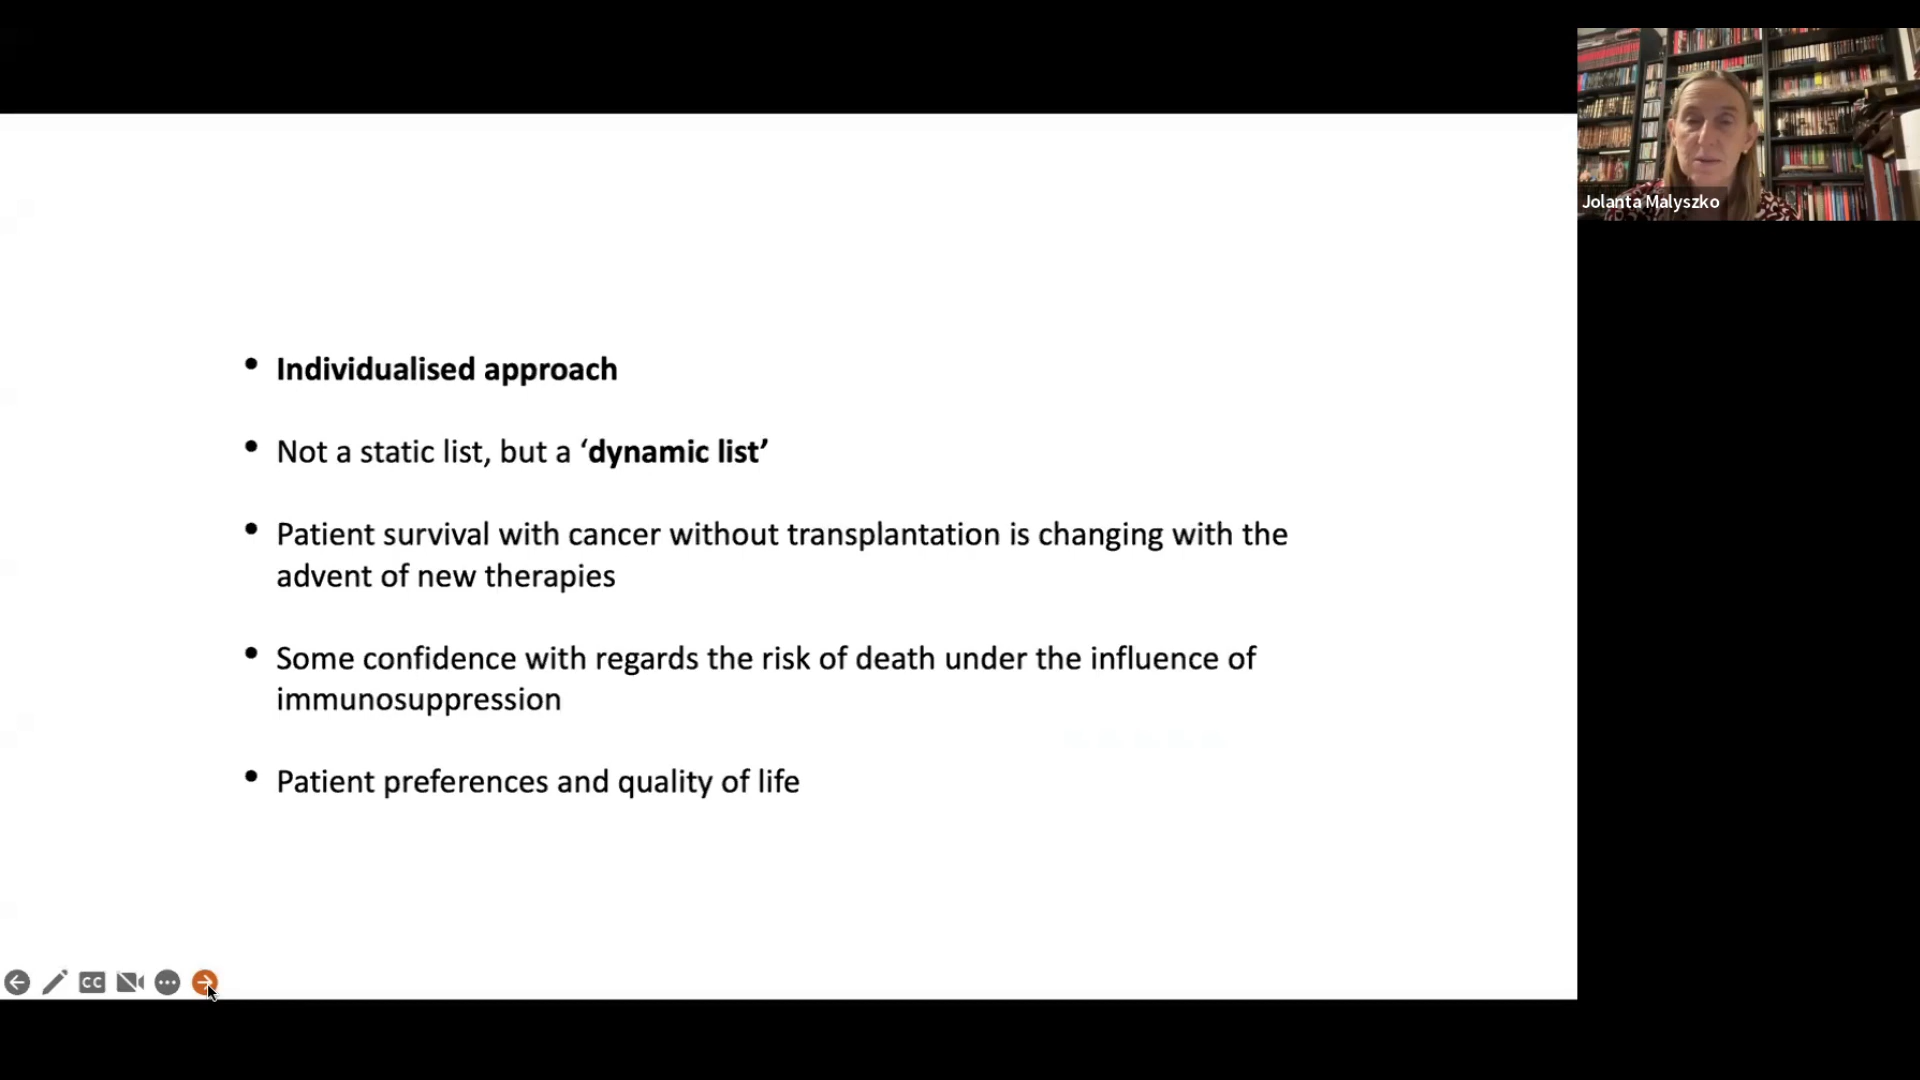 Jolanta Malyszko
• Individualised approach
• Not a static list, but a ‘dynamic list’
• Patient survival with cancer without transplantation is changing with the
advent of new therapies
• Some confidence with regards the risk of death under the influence of
immunosuppression
• Patient preferences and quality of life
CC